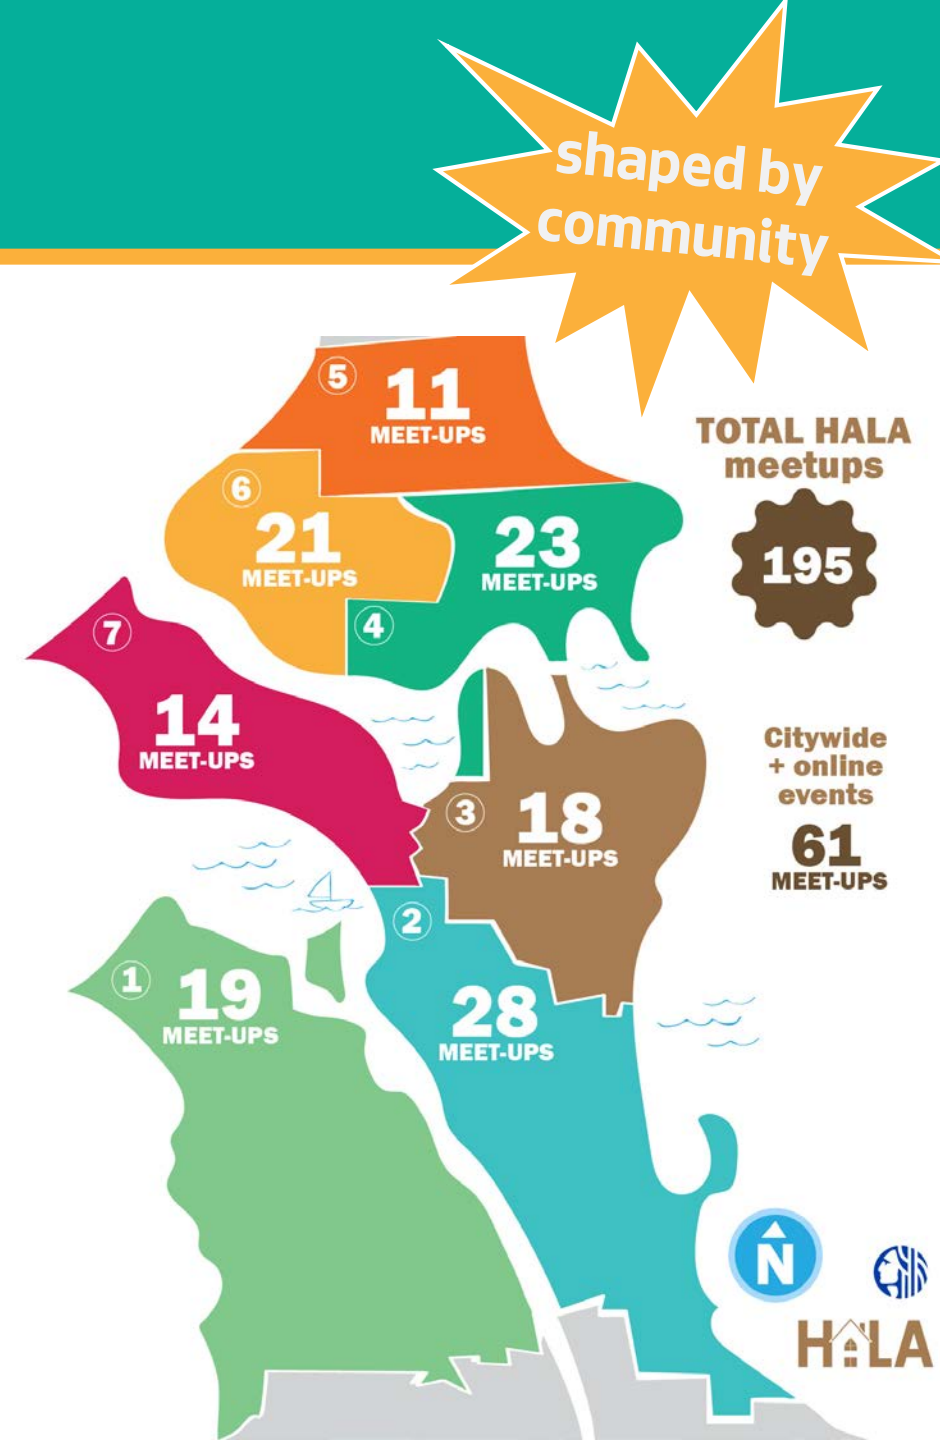 shaped by
community
5
11
MEET-UPS
6
21
MEET-UPS
23
MEET-UPS
4
7
14
MEET-UPS
3
18
MEET-UPS
2
28
MEET-UPS
1
19
MEET-UPS
TOTAL HALA
meetups
195
Citywide
+ online
events
61
MEET-UPS
N
HALA